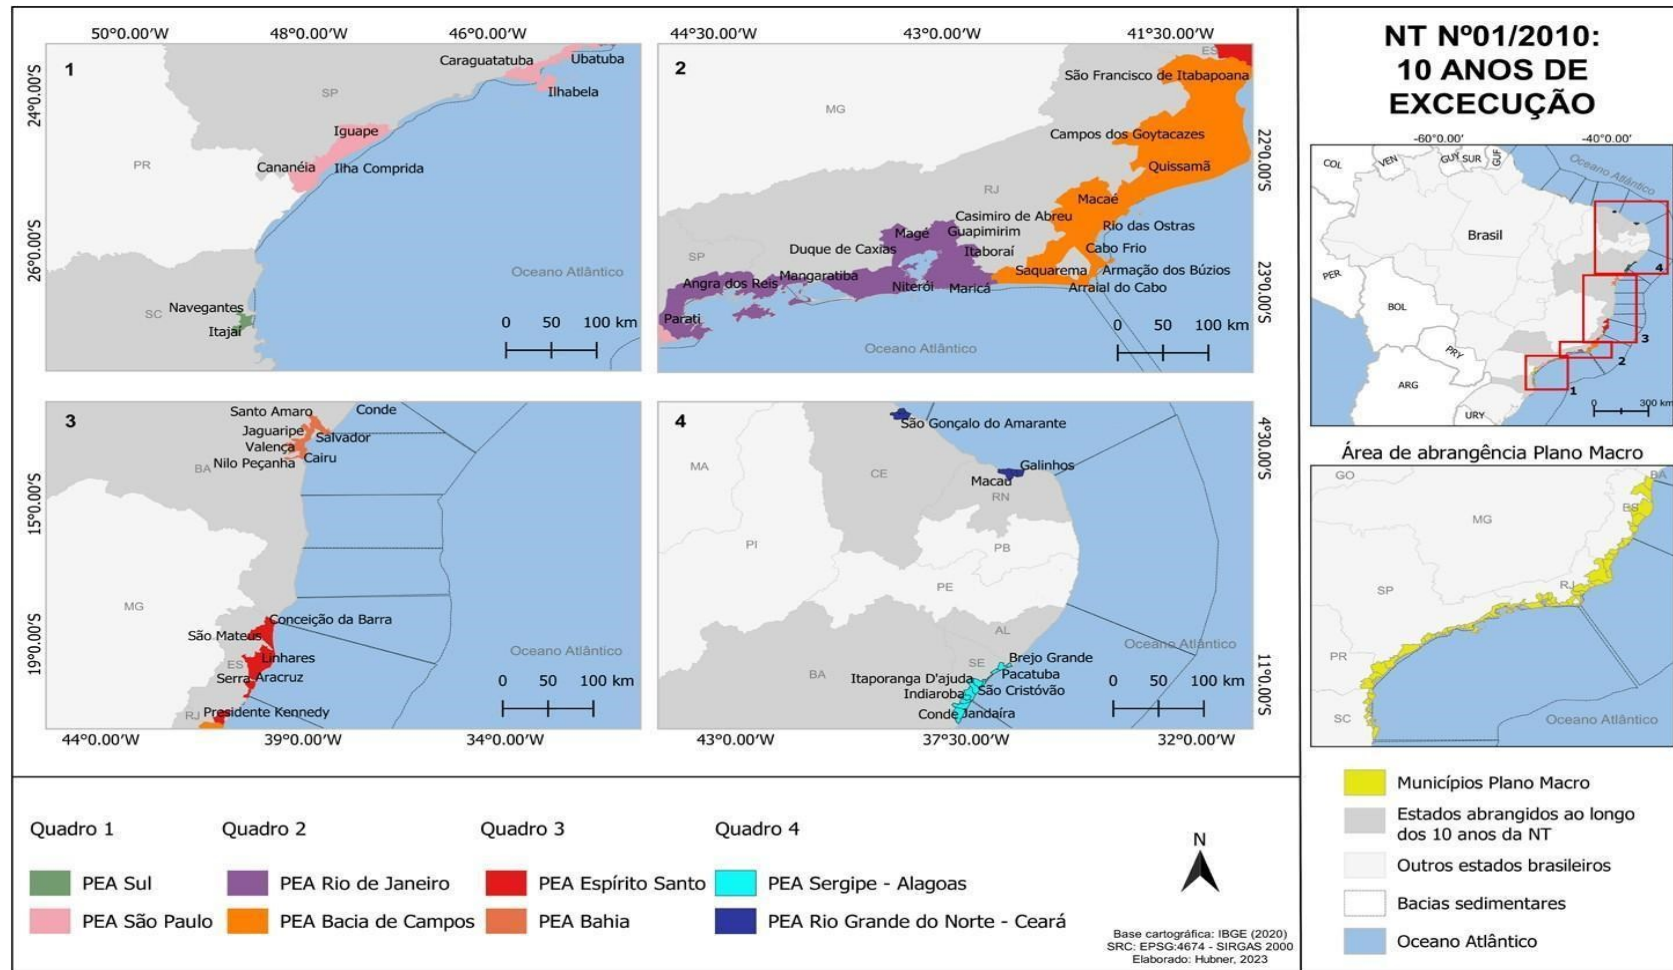 50°0.00'W 48°0.00'W 46°0.00'W
24°0.00'S
26°0.00'S
1
Caraguatatuba
Ubatuba
Ilhabela
SP
Iguape
PR
Cananéia
Ilha Comprida
Oceano Atlântico
Navegantes
SC
Itajaí
0 50 100 km
44°30.00'W 43°0.00'W 41°30.00'W
22°0.00'S
23°0.00'S
2
ES
São Francisco de Itabapoana
MG
Campos dos Goytacazes
Quissamã
RJ
Macaé
Casimiro de Abreu
Rio das Ostras
Magé
Guapimirim
Duque de Caxias
Itaboraí
Cabo Frio
SP
Mangaratiba
Saquarema
Armação dos Búzios
Angra dos Reis
Niterói
Maricá
Arraial do Cabo
Parati
0 50 100 km
Oceano Atlântico
3
15°0.00'S
19°0.00'S
Santo Amaro
Conde
Jaguaripe
Salvador
Valença
Nilo Peçanha
Cairu
BA
MG
Conceição da Barra
São Mateus
Linhares
ES
Serra
Aracruz
Oceano Atlântico
RJ
Presidente Kennedy
0 50 100 km
44°0.00'W 39°0.00'W 34°0.00'W
4
4°30.00'S
11°0.00'S
São Gonçalo do Amarante
MA
CE
Galinhos
Macau
RN
PI
PB
PE
AL
Oceano Atlântico
SE
Brejo Grande
BA
Itaporanga D'ajuda
Pacatuba
Indiaroba
São Cristóvão
Conde
Jandaíra
0 50 100 km
43°0.00'W 37°30.00'W 32°0.00'W
Quadro 1
PEA Sul
PEA São Paulo
Quadro 2
PEA Rio de Janeiro
PEA Bacia de Campos
Quadro 3
PEA Espírito Santo
PEA Bahia
Quadro 4
PEA Sergipe - Alagoas
PEA Rio Grande do Norte - Ceará
N
Base cartográfica: IBGE (2020)
SRC: EPSG:4674 - SIRGAS 2000
Elaborado: Hubner, 2023
NT Nº01/2010:
10 ANOS DE
EXCECUÇÃO
-60°0.00' -40°0.00'
COL
VEN
GUY
SUR
GUF
Oceano Atlântico
Brasil
PER
4
BOL
3
PRY
2
ARG
1
URY
0 300 km
Área de abrangência Plano Macro
GO
BA
MG
ES
SP
RJ
PR
SC
Oceano Atlântico
Municípios Plano Macro
Estados abrangidos ao longo
dos 10 anos da NT
Outros estados brasileiros
Bacias sedimentares
Oceano Atlântico